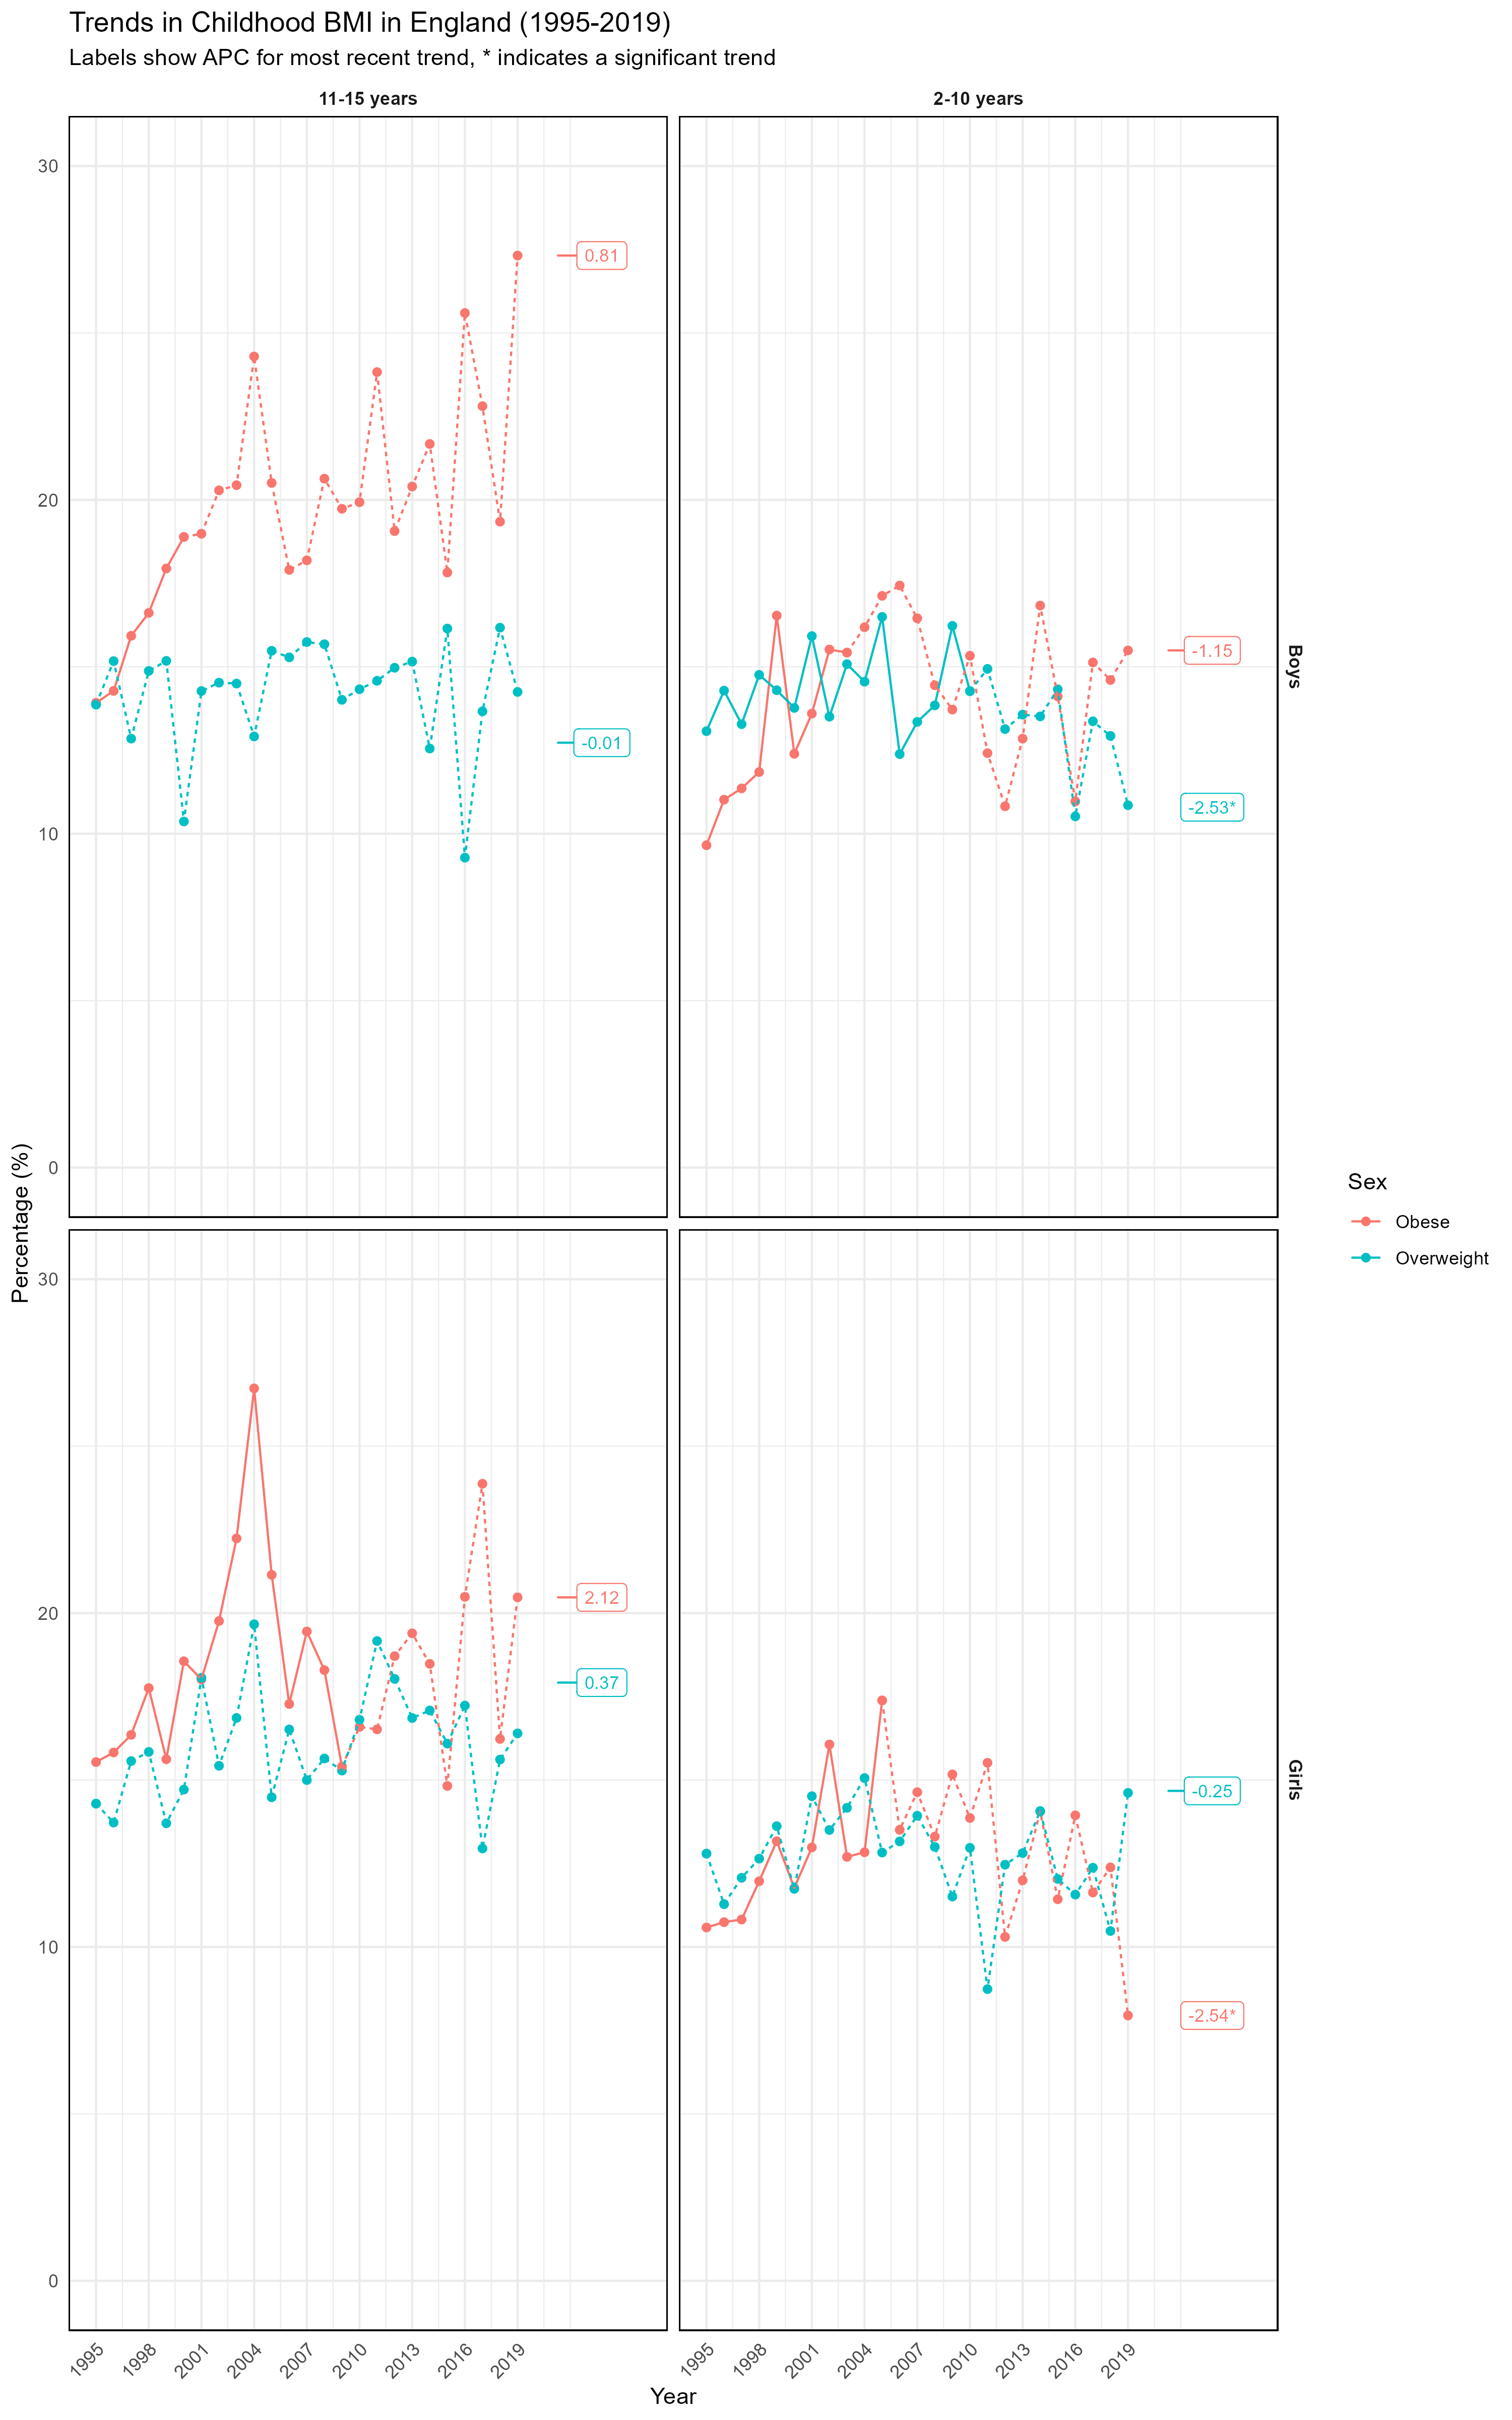 Trends in Childhood BMI in England (1995-2019)
Labels show APC for most recent trend, * indicates a significant trend
11-15 years
2-10 years
30
20
10
0
0.81
-0.01
-1.15
-2.53*
Boys
Percentage (%)
30
20
10
0
2.12
0.37
-0.25
-2.54*
Girls
Sex
Obese
Overweight
1995 1998 2001 2004 2007 2010 2013 2016 2019
1995 1998 2001 2004 2007 2010 2013 2016 2019
Year